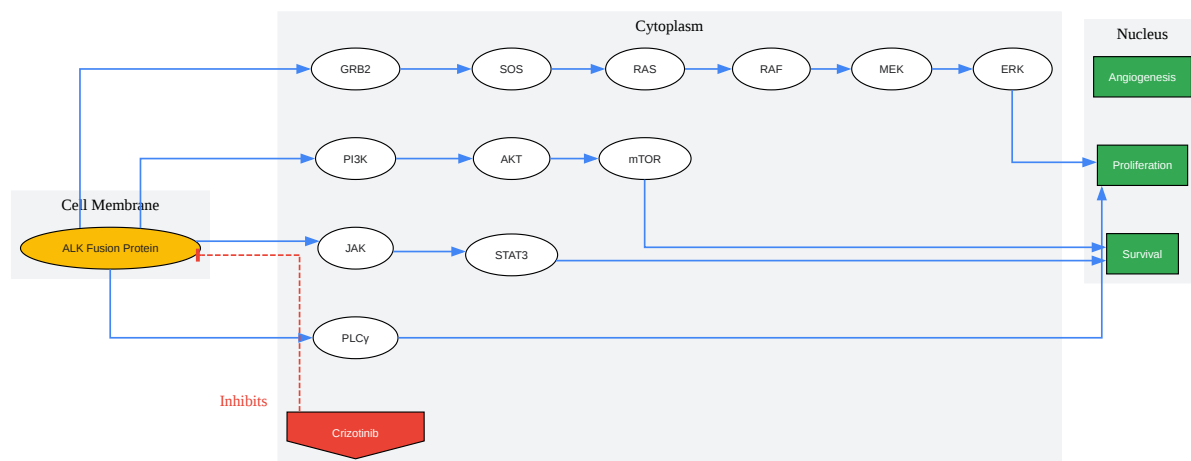 Cytoplasm
Nucleus
GRB2
SOS
RAS
RAF
MEK
ERK
Angiogenesis
PI3K
AKT
mTOR
Proliferation
Cell Membrane
ALK Fusion Protein
JAK
STAT3
Survival
PLCγ
Inhibits
Crizotinib